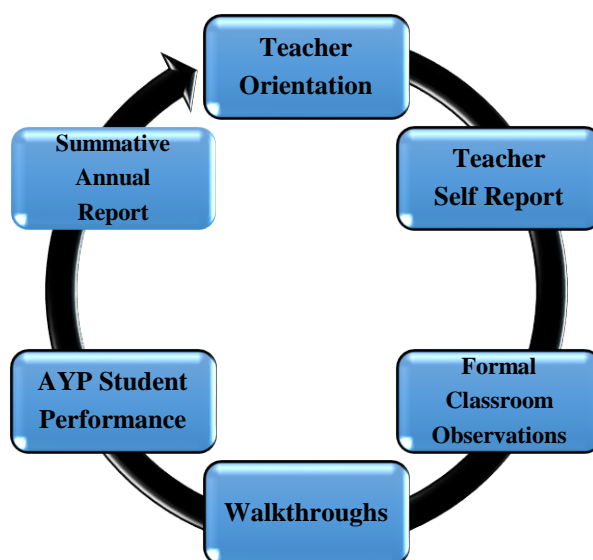 Teacher
Orientation
Teacher
Self Report
Formal
Classroom
Observations
Walkthroughs
AYP Student
Performance
Summative
Annual
Report